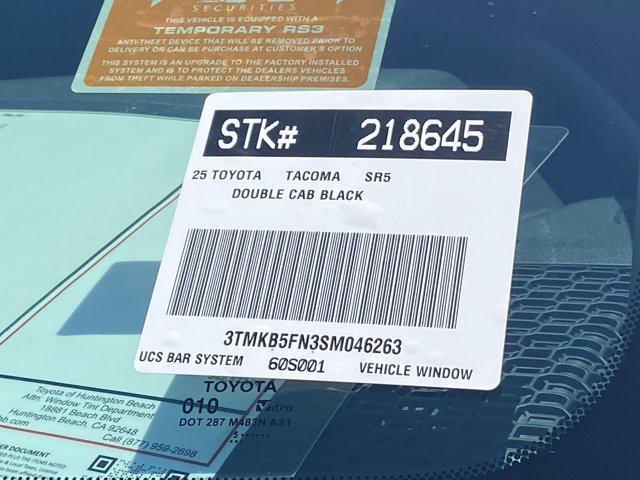 SECURITIES
THIS VEHICLE IS EQUIPPED WITH A
TEMPORARY RS3
ANTI-THEFT DEVICE THAT WILL BE REMOVED PRIOR TO
DELIVERY OR CAN BE PURCHASE AT CUSTOMER'S OPTION
THIS SYSTEM IS AN UPGRADE TO THE FACTORY INSTALLED
SYSTEM AND IS TO PROTECT THE DEALERS VEHICLES
FROM THEFT WHILE PARKED ON DEALERSHIP PREMISES.
STK# 218645
25 TOYOTA TACOMA SR5
DOUBLE CAB BLACK
3TMKB5FN3SM046263
UCS BAR SYSTEM 60S001 VEHICLE WINDOW
TOYOTA
010 Vitro.
DOT 287 M483N AS1
5
Toyota of Huntington Beach
Attn. Window Tint Department
18881 Beach Blvd
Huntington Beach, CA 92648
Call (877) 959-2698